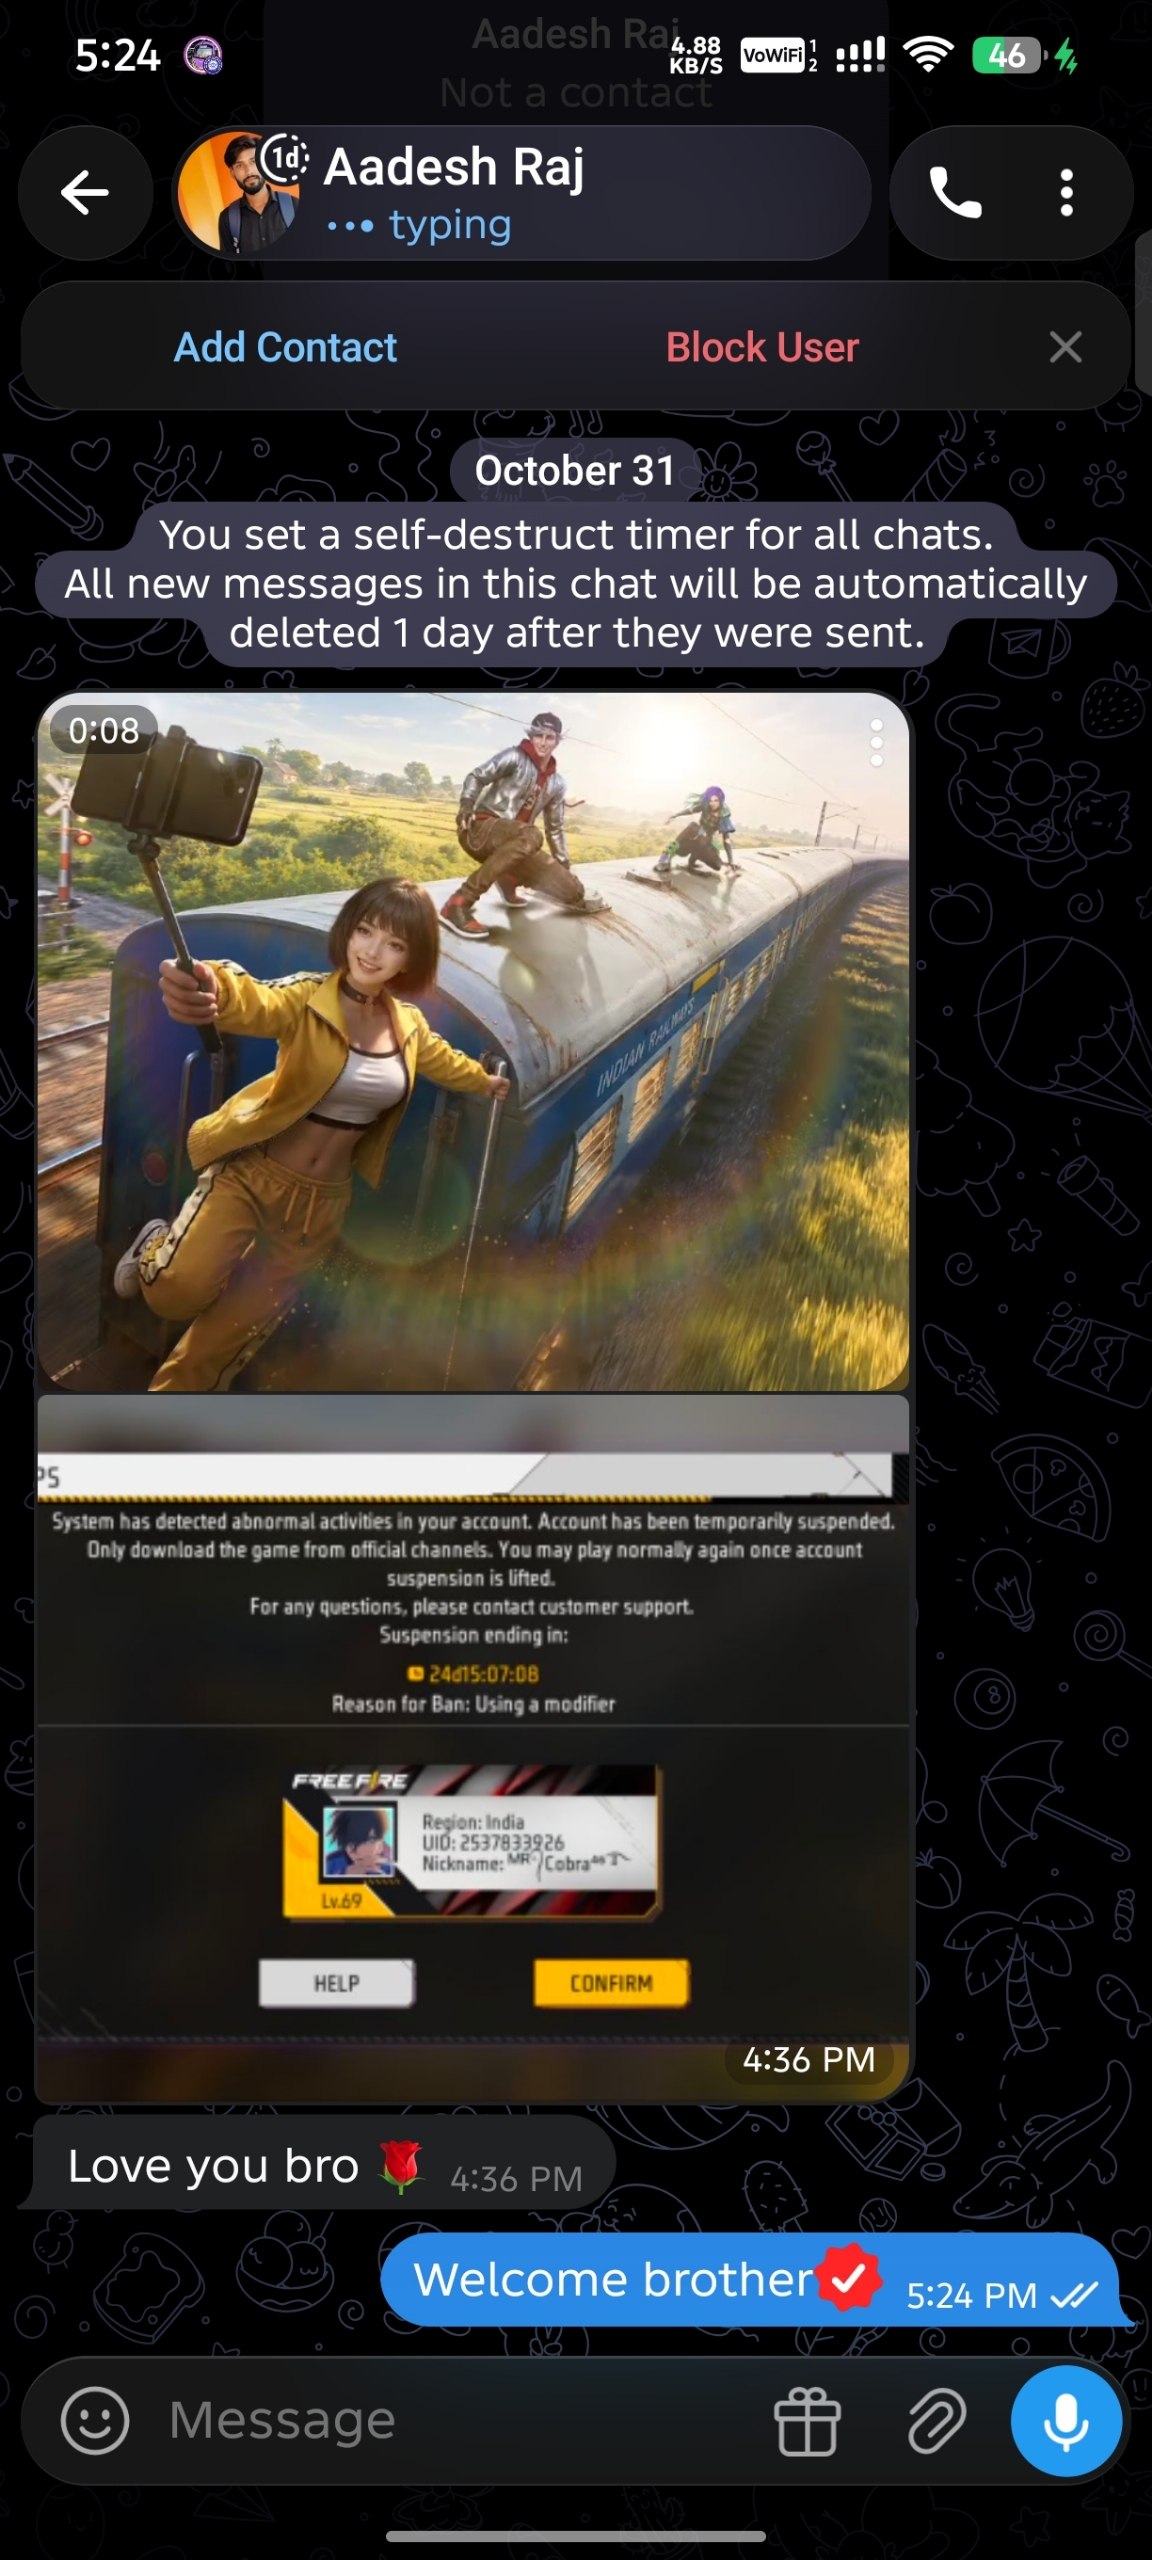 Aadesh Raj
Not a contact
5:24
4.88
KB/S
VoWiFi
1
2
46
1d
Aadesh Raj
typing
Add Contact
Block User
October 31
You set a self-destruct timer for all chats.
All new messages in this chat will be automatically
deleted 1 day after they were sent.
0:08
INDIAN RAILWAYS
PS
System has detected abnormal activities in your account. Account has been temporarily suspended.
Only download the game from official channels. You may play normally again once account
suspension is lifted.
For any questions, please contact customer support.
Suspension ending in:
24d15:07:08
Reason for Ban: Using a modifier
FREE FIRE
Region: India
UID: 2537833926
Nickname: MR Cobra
Lv.69
HELP
CONFIRM
4:36 PM
Love you bro 🌹 4:36 PM
Welcome brother 5:24 PM
Message